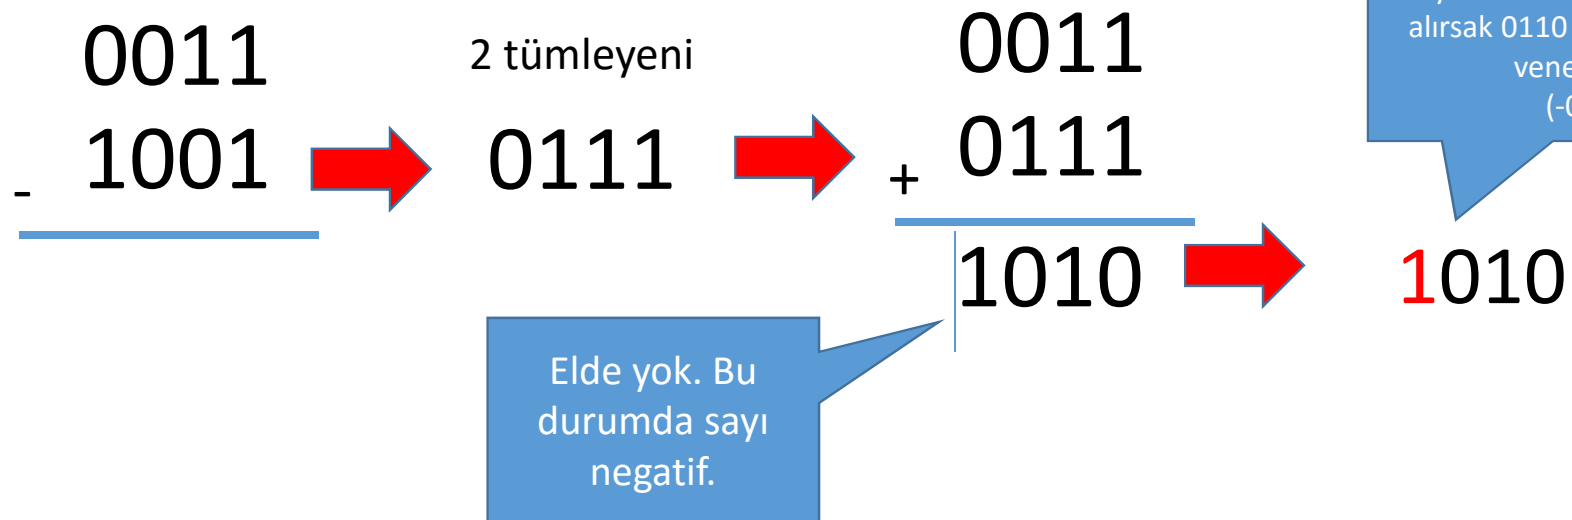 0011
- 1001
2 tümleyeni
0111
0011
+ 0111
1010
Elde yok. Bu
durumda sayı
negatif.
alırsak 0110
1010